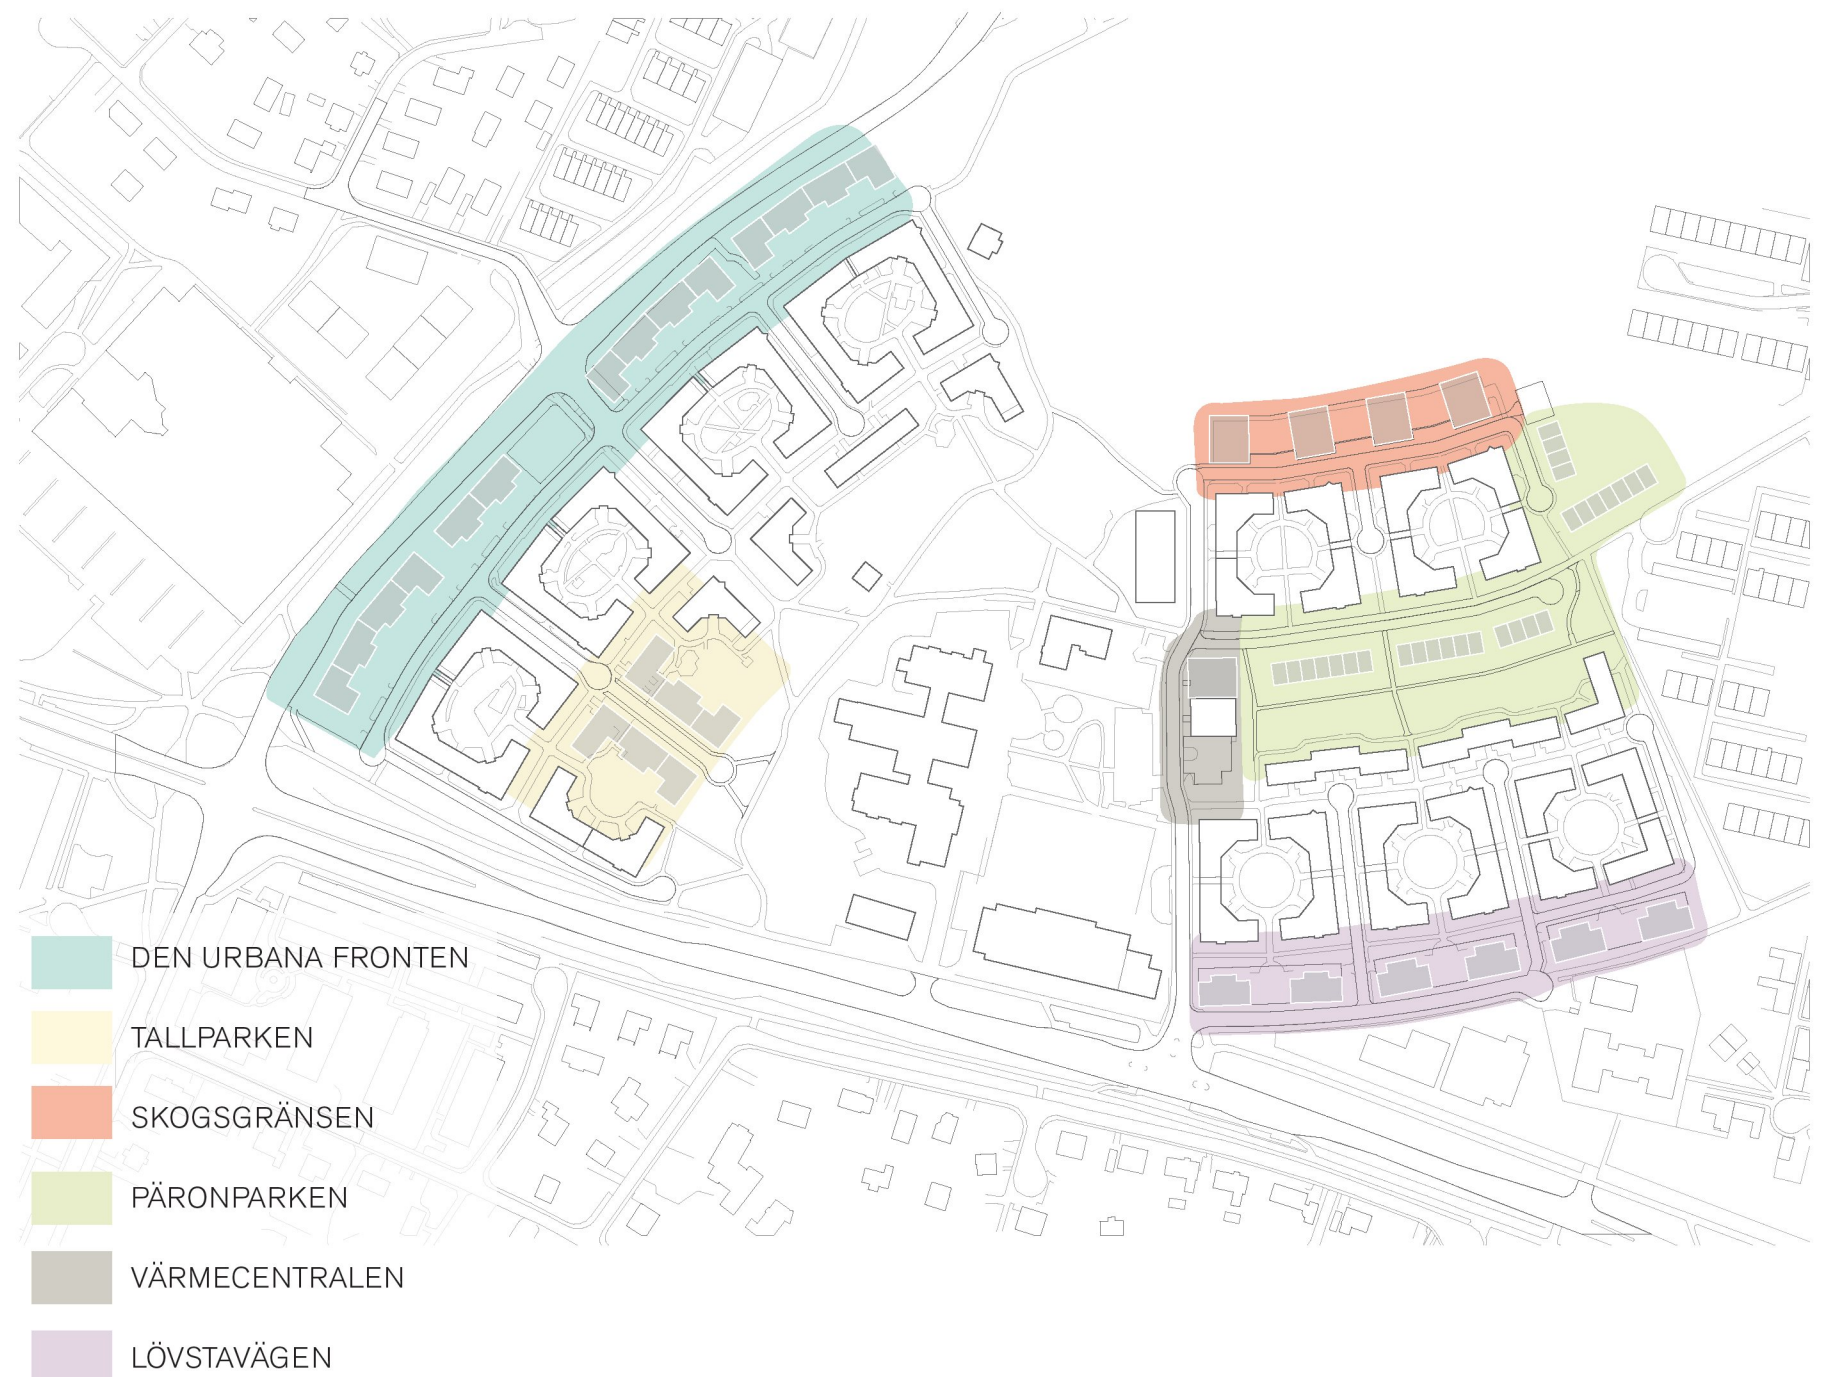 DEN URBANA FRONTEN
TALLPARKEN
SKOGSGRÄNSEN
PÄRONPARKEN
VÄRMECENTRALEN
LÖVSTAVÄGEN